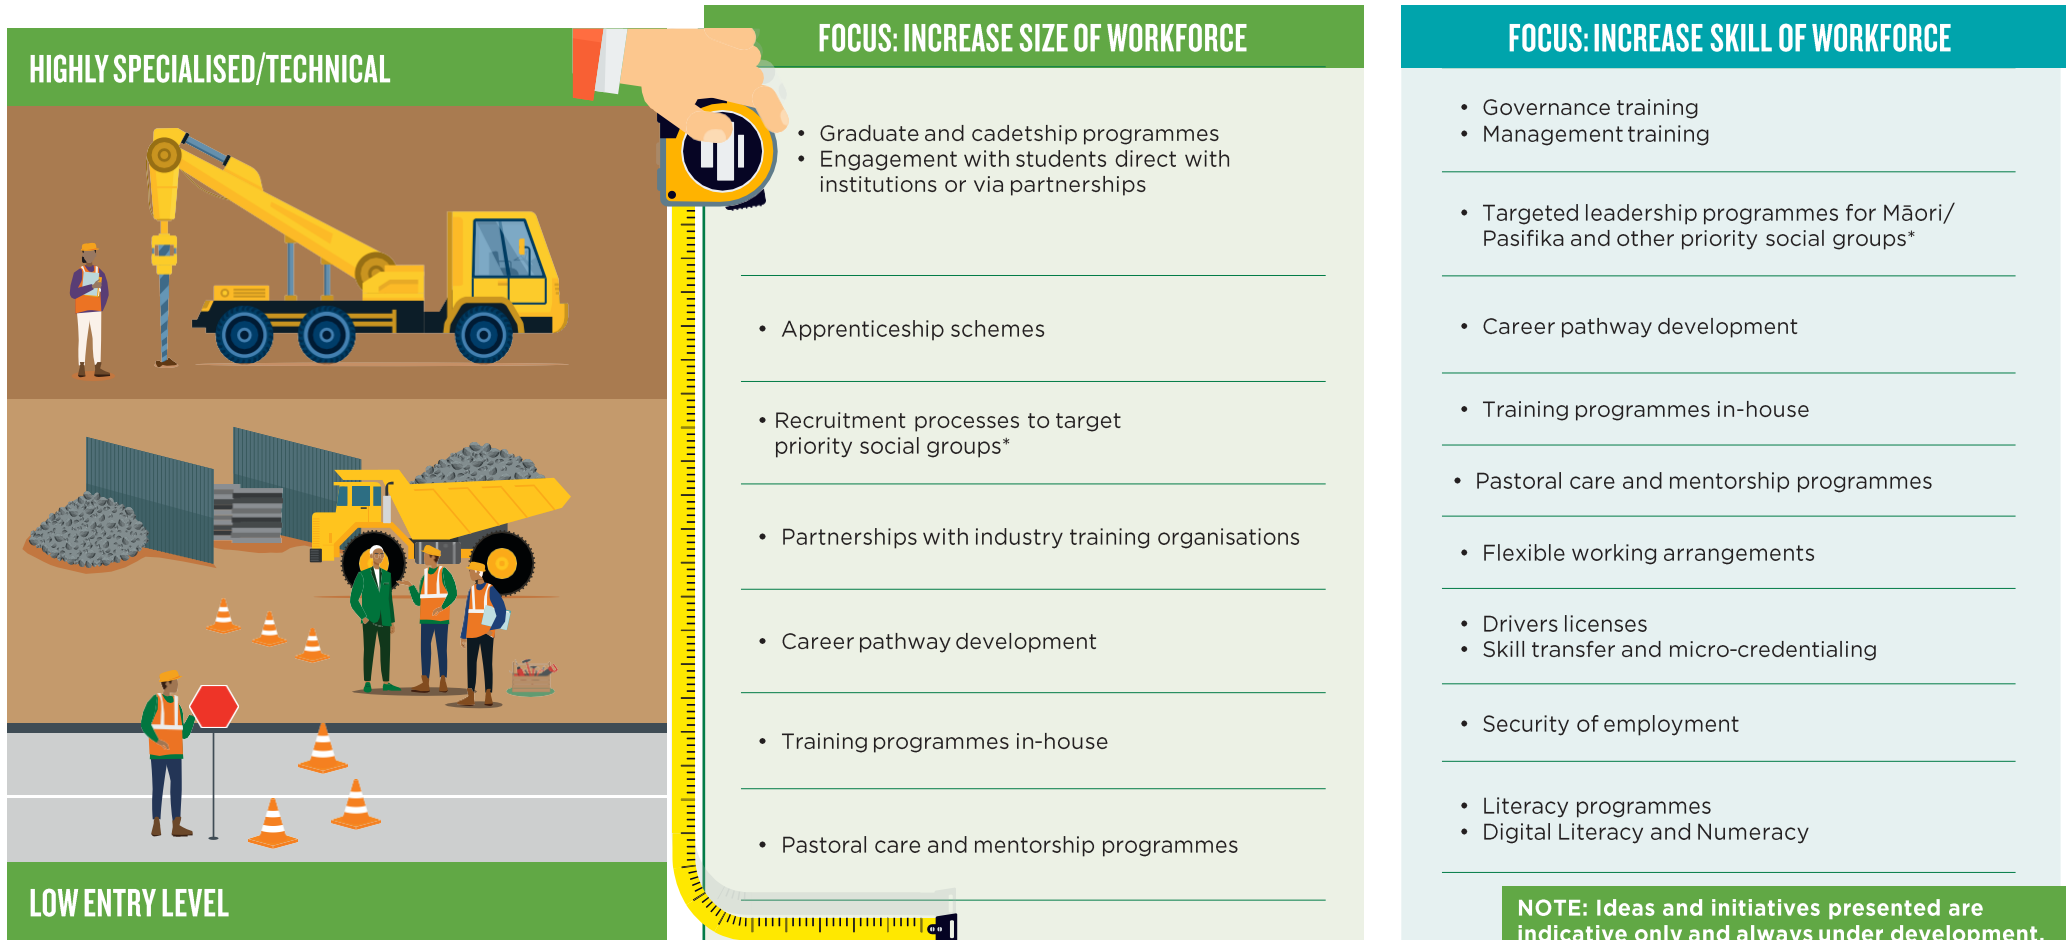 HIGHLY SPECIALISED/TECHNICAL
LOW ENTRY LEVEL
FOCUS: INCREASE SIZE OF WORKFORCE
• Graduate and cadetship programmes
• Engagement with students direct with
institutions or via partnerships
• Apprenticeship schemes
• Recruitment processes to target
priority social groups*
• Partnerships with industry training organisations
• Career pathway development
• Training programmes in-house
• Pastoral care and mentorship programmes
FOCUS: INCREASE SKILL OF WORKFORCE
• Governance training
• Management training
• Targeted leadership programmes for Māori/
Pasifika and other priority social groups*
• Career pathway development
• Training programmes in-house
• Pastoral care and mentorship programmes
• Flexible working arrangements
• Drivers licenses
• Skill transfer and micro-credentialing
• Security of employment
• Literacy programmes
• Digital Literacy and Numeracy
NOTE: Ideas and initiatives presented are
indicative only and always under development.